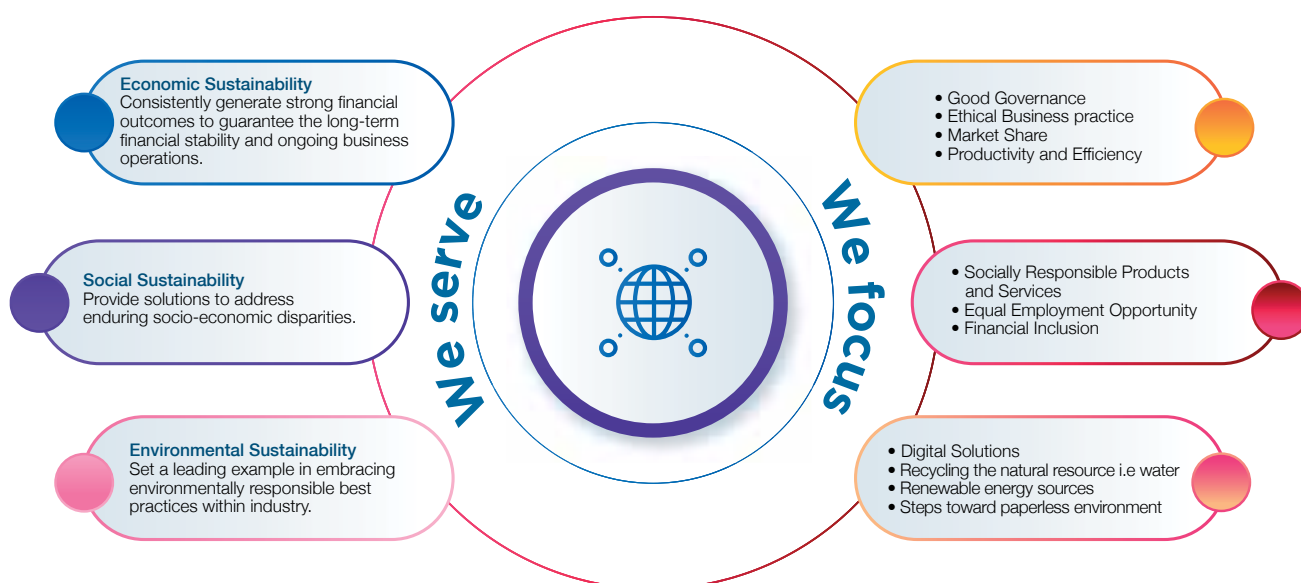 Economic Sustainability
Consistently generate strong financial
outcomes to guarantee the long-term
financial stability and ongoing business
operations.
Social Sustainability
Provide solutions to address
enduring socio-economic disparities.
Environmental Sustainability
Set a leading example in embracing
environmentally responsible best
practices within industry.
We serve
We focus
• Good Governance
• Ethical Business practice
• Market Share
• Productivity and Efficiency
• Socially Responsible Products
and Services
• Equal Employment Opportunity
• Financial Inclusion
• Digital Solutions
• Recycling the natural resource i.e water
• Renewable energy sources
• Steps toward paperless environment